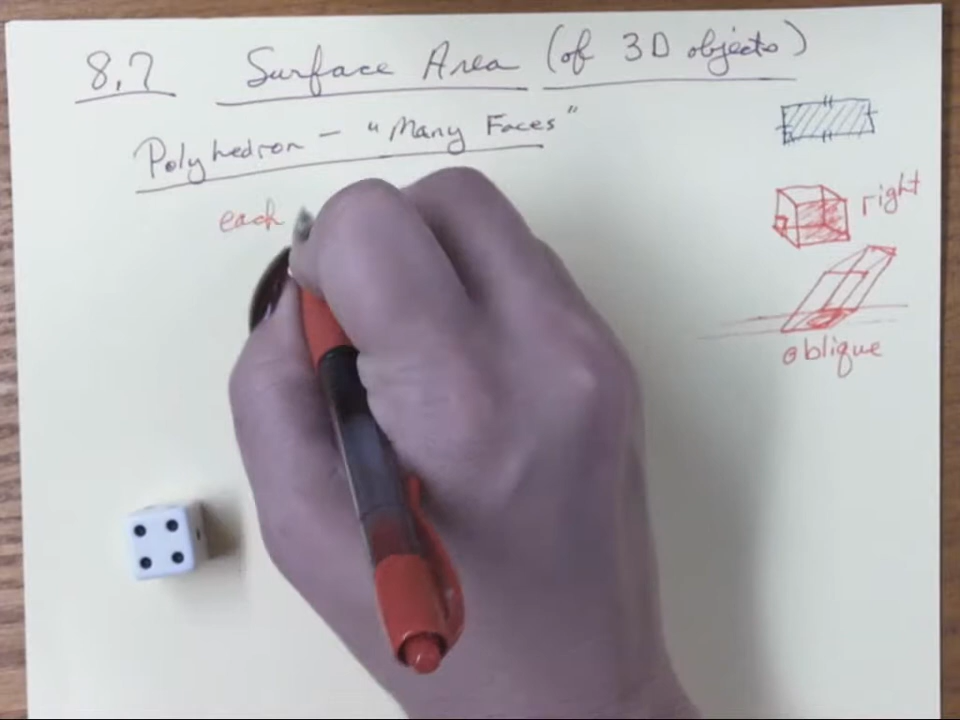 8.7 Surface Area (of 3D objects)
Polyhedron - "Many Faces"
each
right
oblique